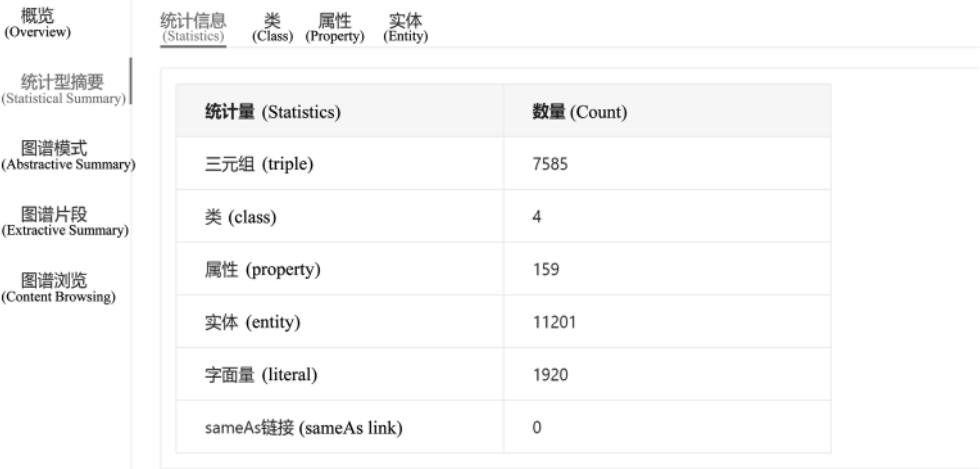 概览
(Overview)
统计型摘要
(Statistical Summary)
图谱模式
(Abstractive Summary)
图谱片段
(Extractive Summary)
图谱浏览
(Content Browsing)
统计信息 类 属性 实体
(Statistics) (Class) (Property) (Entity)
统计量 (Statistics) 数量 (Count)
三元组 (triple) 7585
类 (class) 4
属性 (property) 159
实体 (entity) 11201
字面量 (literal) 1920
sameAs链接 (sameAs link) 0